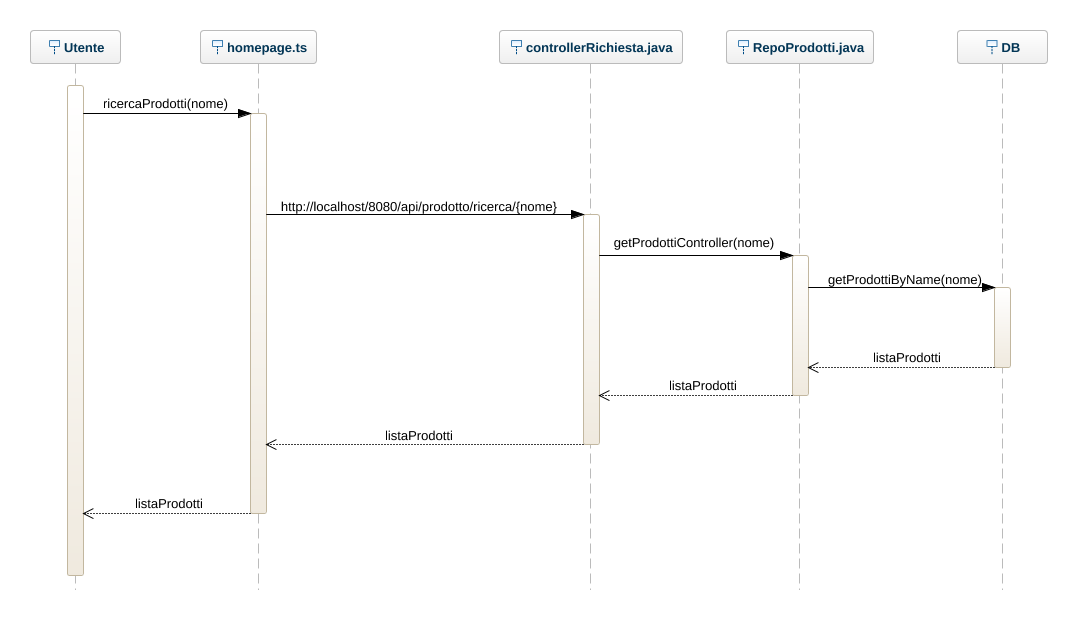 Utente
homepage.ts
controllerRichiesta.java
RepoProdotti.java
DB
ricercaProdotti(nome)
http://localhost/8080/api/prodotto/ricerca/{nome}
getProdottiController(nome)
getProdottiByName(nome)
listaProdotti
listaProdotti
listaProdotti
listaProdotti